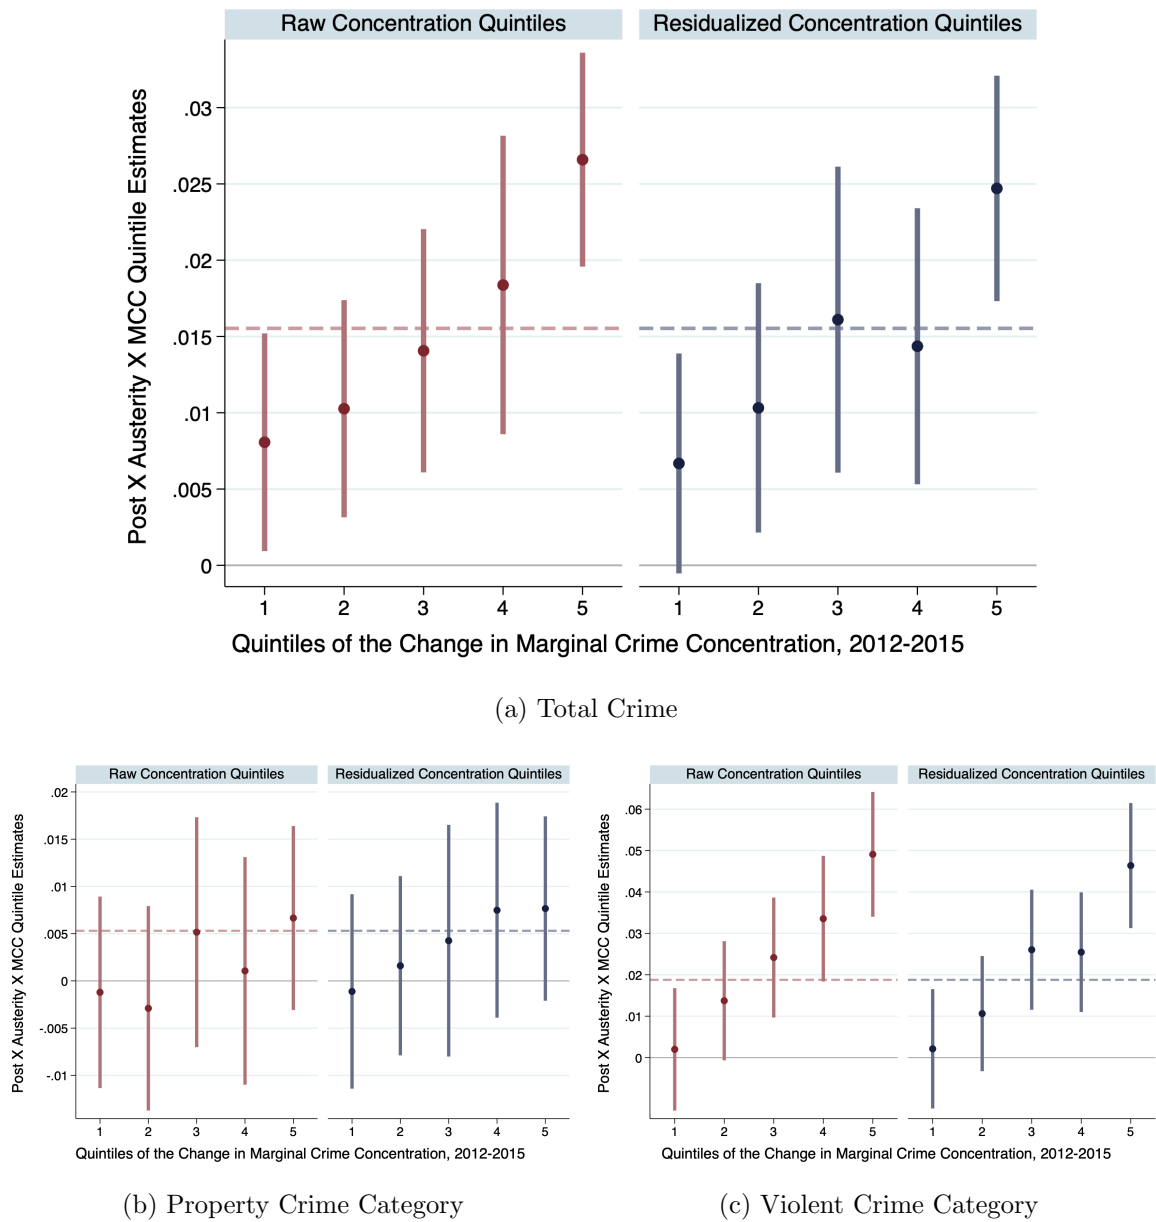 Raw Concentration Quintiles
Residualized Concentration Quintiles
Post X Austerity X MCC Quintile Estimates
.03
.025
.02
.015
.01
.005
0
1 2 3 4 5
1 2 3 4 5
Quintiles of the Change in Marginal Crime Concentration, 2012-2015
(a) Total Crime
Raw Concentration Quintiles
Residualized Concentration Quintiles
Post X Austerity X MCC Quintile Estimates
.02
.015
.01
.005
0
-.005
-.01
1 2 3 4 5
1 2 3 4 5
Quintiles of the Change in Marginal Crime Concentration, 2012-2015
(b) Property Crime Category
Raw Concentration Quintiles
Residualized Concentration Quintiles
Post X Austerity X MCC Quintile Estimates
.06
.05
.04
.03
.02
.01
0
1 2 3 4 5
1 2 3 4 5
Quintiles of the Change in Marginal Crime Concentration, 2012-2015
(c) Violent Crime Category